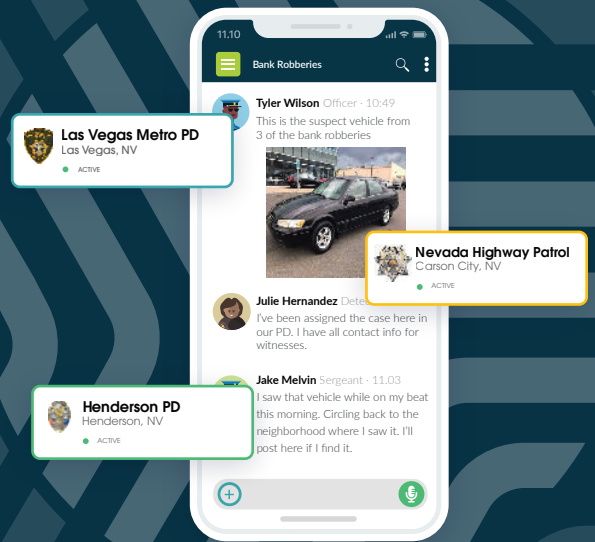 11.10
Bank Robberies
Tyler Wilson Officer · 10:49
This is the suspect vehicle from
3 of the bank robberies
Las Vegas Metro PD
Las Vegas, NV
ACTIVE
Nevada Highway Patrol
Carson City, NV
ACTIVE
Julie Hernandez
I've been assigned the case here in
our PD. I have all contact info for
witnesses.
Jake Melvin Sergeant · 11.03
I saw that vehicle while on my beat
this morning. Circling back to the
neighborhood where I saw it. I'll
post here if I find it.
Henderson PD
Henderson, NV
ACTIVE